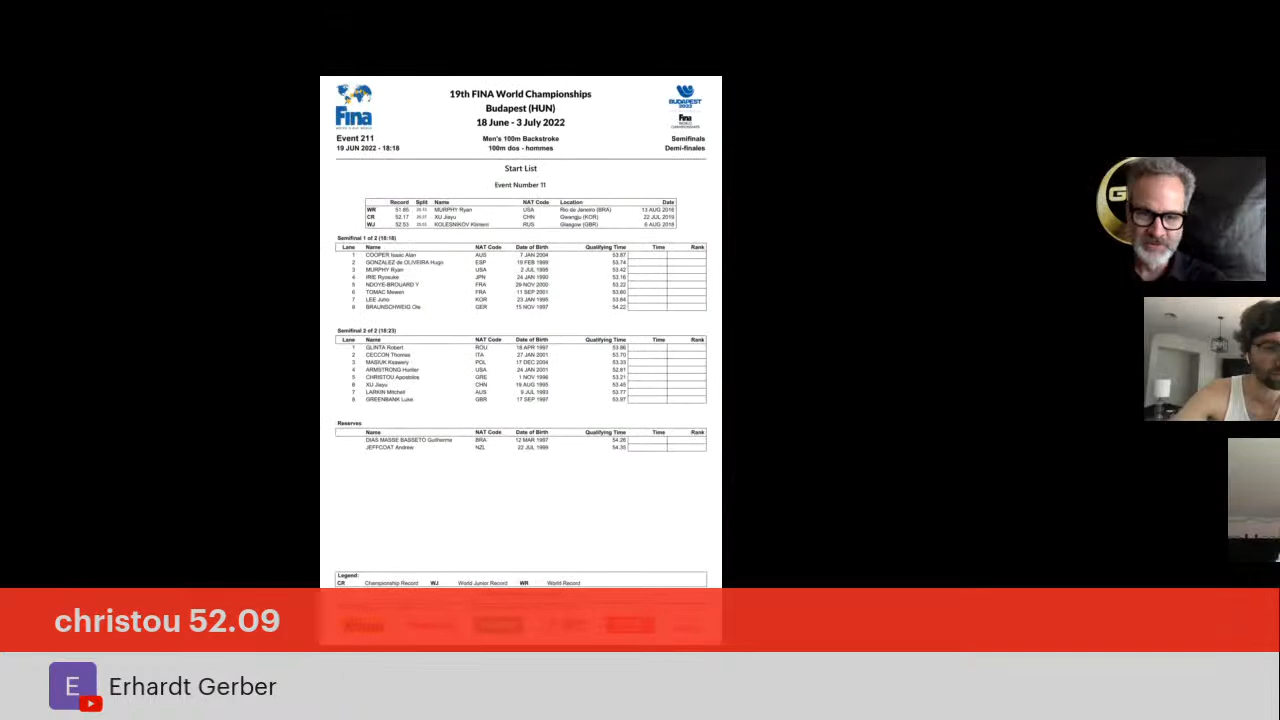 19th FINA World Championships
Budapest (HUN)
18 June - 3 July 2022
Fina
BUDAPEST
2022
Fina
Event 211
Men's 100m Backstroke
Semifinals
19 JUN 2022 - 18:18
100m dos - hommes
Demi-finales
Start List
Event Number 11
Record Split Name NAT Code Location Date
WR 51.85 MURPHY Ryan USA Rio de Janeiro (BRA) 13 AUG 2016
CR 52.17 XU Jiayu CHN Gwangju (KOR) 22 JUL 2019
WJ 52.53 KOLESNIKOV Kliment RUS Glasgow (GBR) 6 AUG 2018
Semifinal 1 of 2 (18:18)
Lane Name NAT Code Date of Birth Qualifying Time Time Rank
1 COOPER Isaac Alan AUS 7 JAN 2004 53.87
2 GONZALEZ de OLIVEIRA Hugo ESP 19 FEB 1999 53.74
3 MURPHY Ryan USA 2 JUL 1995 53.42
4 IRIE Ryosuke JPN 24 JAN 1990 53.16
5 NDOYE-BROUARD Y FRA 29 NOV 2000 53.22
6 TOMAC Mewen FRA 11 SEP 2001 53.60
7 LEE Juho KOR 23 JAN 1995 53.84
8 BRAUNSCHWEIG Ole GER 15 NOV 1997 54.22
Semifinal 2 of 2 (18:23)
Lane Name NAT Code Date of Birth Qualifying Time Time Rank
1 GLINTA Robert ROU 18 APR 1997 53.86
2 CECCON Thomas ITA 27 JAN 2001 53.70
3 MASIUK Ksawery POL 17 DEC 2004 53.33
4 ARMSTRONG Hunter USA 24 JAN 2001 52.81
5 CHRISTOU Apostolos GRE 1 NOV 1996 53.21
6 XU Jiayu CHN 19 AUG 1995 53.45
7 LARKIN Mitchell AUS 9 JUL 1993 53.77
8 GREENBANK Luke GBR 17 SEP 1997 53.97
Reserves
Name NAT Code Date of Birth Qualifying Time Time Rank
DIAS MASSE BASSETO Guilherme BRA 12 MAR 1997 54.26
JEFFCOAT Andrew NZL 22 JUL 1999 54.35
Legend:
CR Championship Record WJ World Junior Record WR World Record
G
christou 52.09
E
Erhardt Gerber